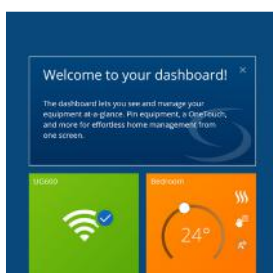 Welcome to your dashboard!
The dashboard lets you see and manage your
equipment at-a-glance. Pin equipment, a OneTouch,
and more for effortless home management from
one screen.
UG600
Bedroom
24°